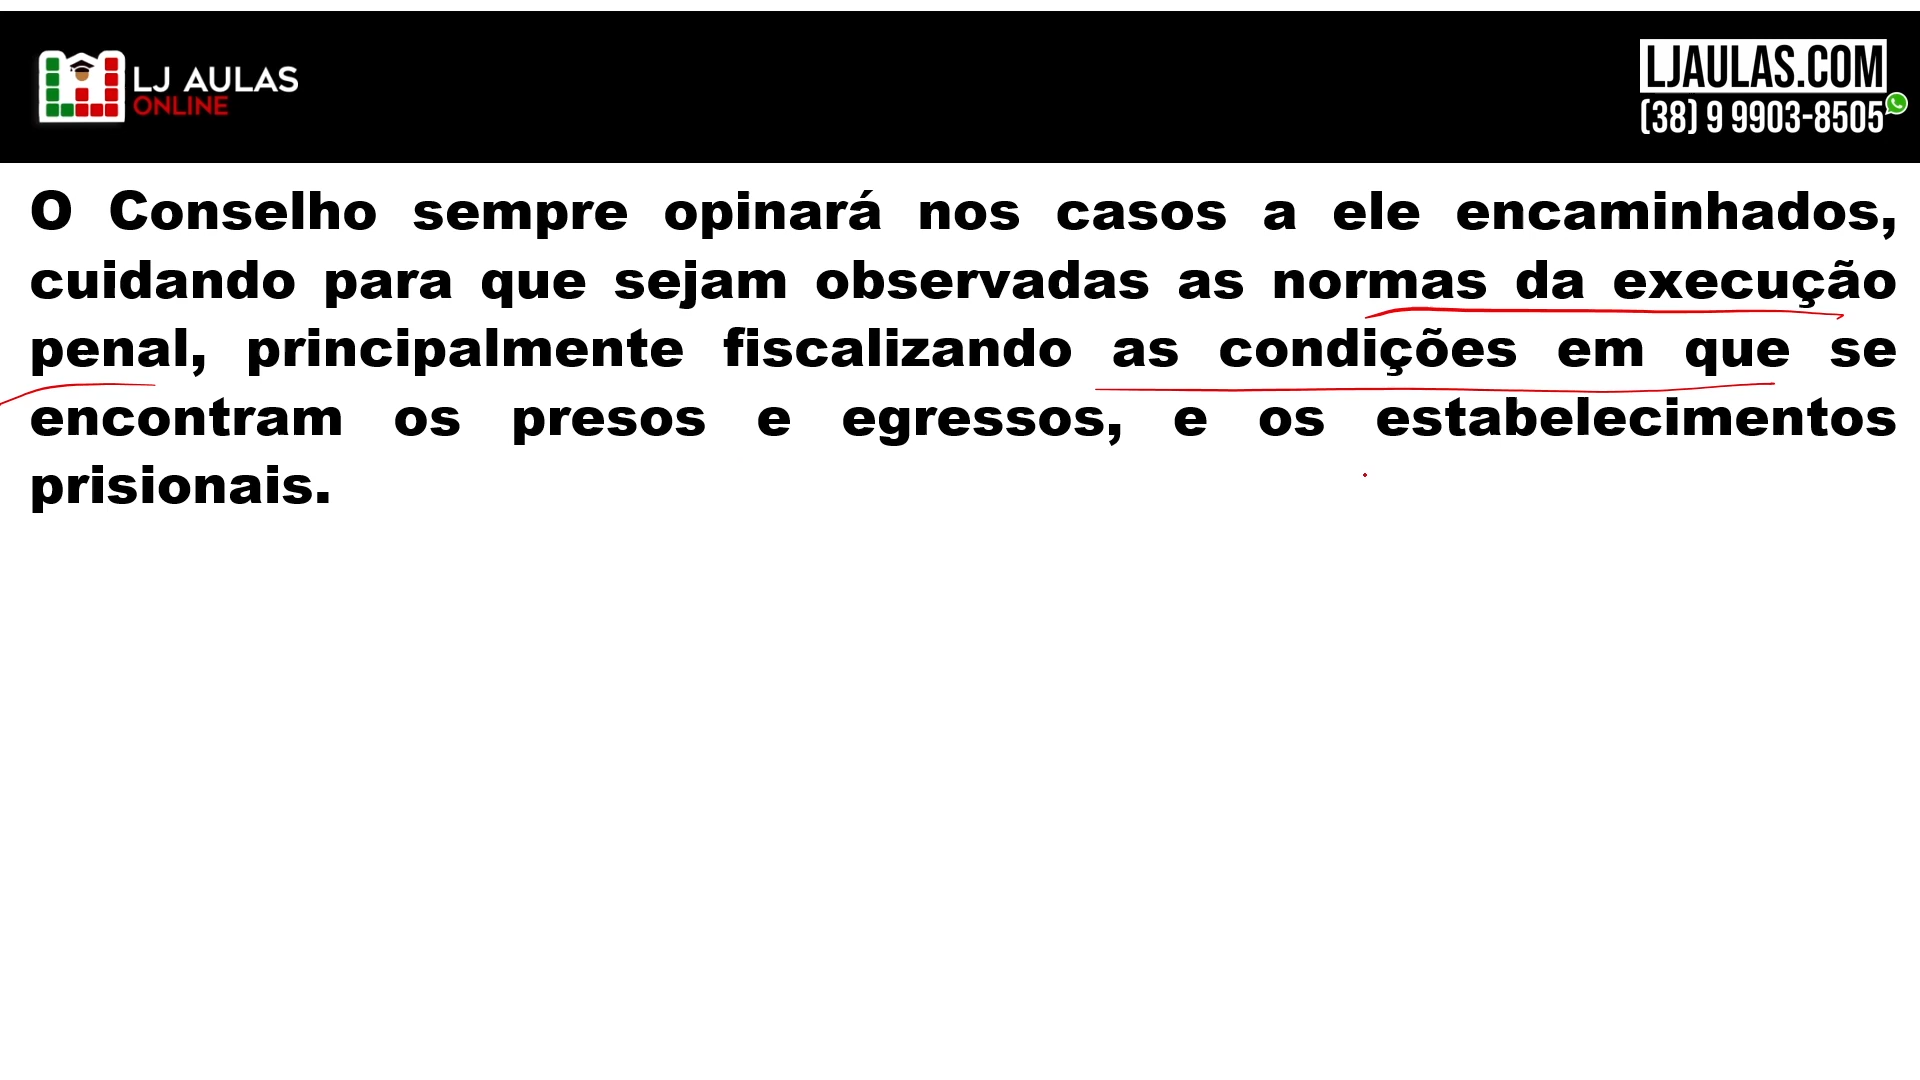 LJ AULAS
ONLINE
LJAULAS.COM
(38) 9 9903-8505
O Conselho sempre opinará nos casos a ele encaminhados,
cuidando para que sejam observadas as normas da execução
penal, principalmente fiscalizando as condições em que se
encontram os presos e egressos, e os estabelecimentos
prisionais.